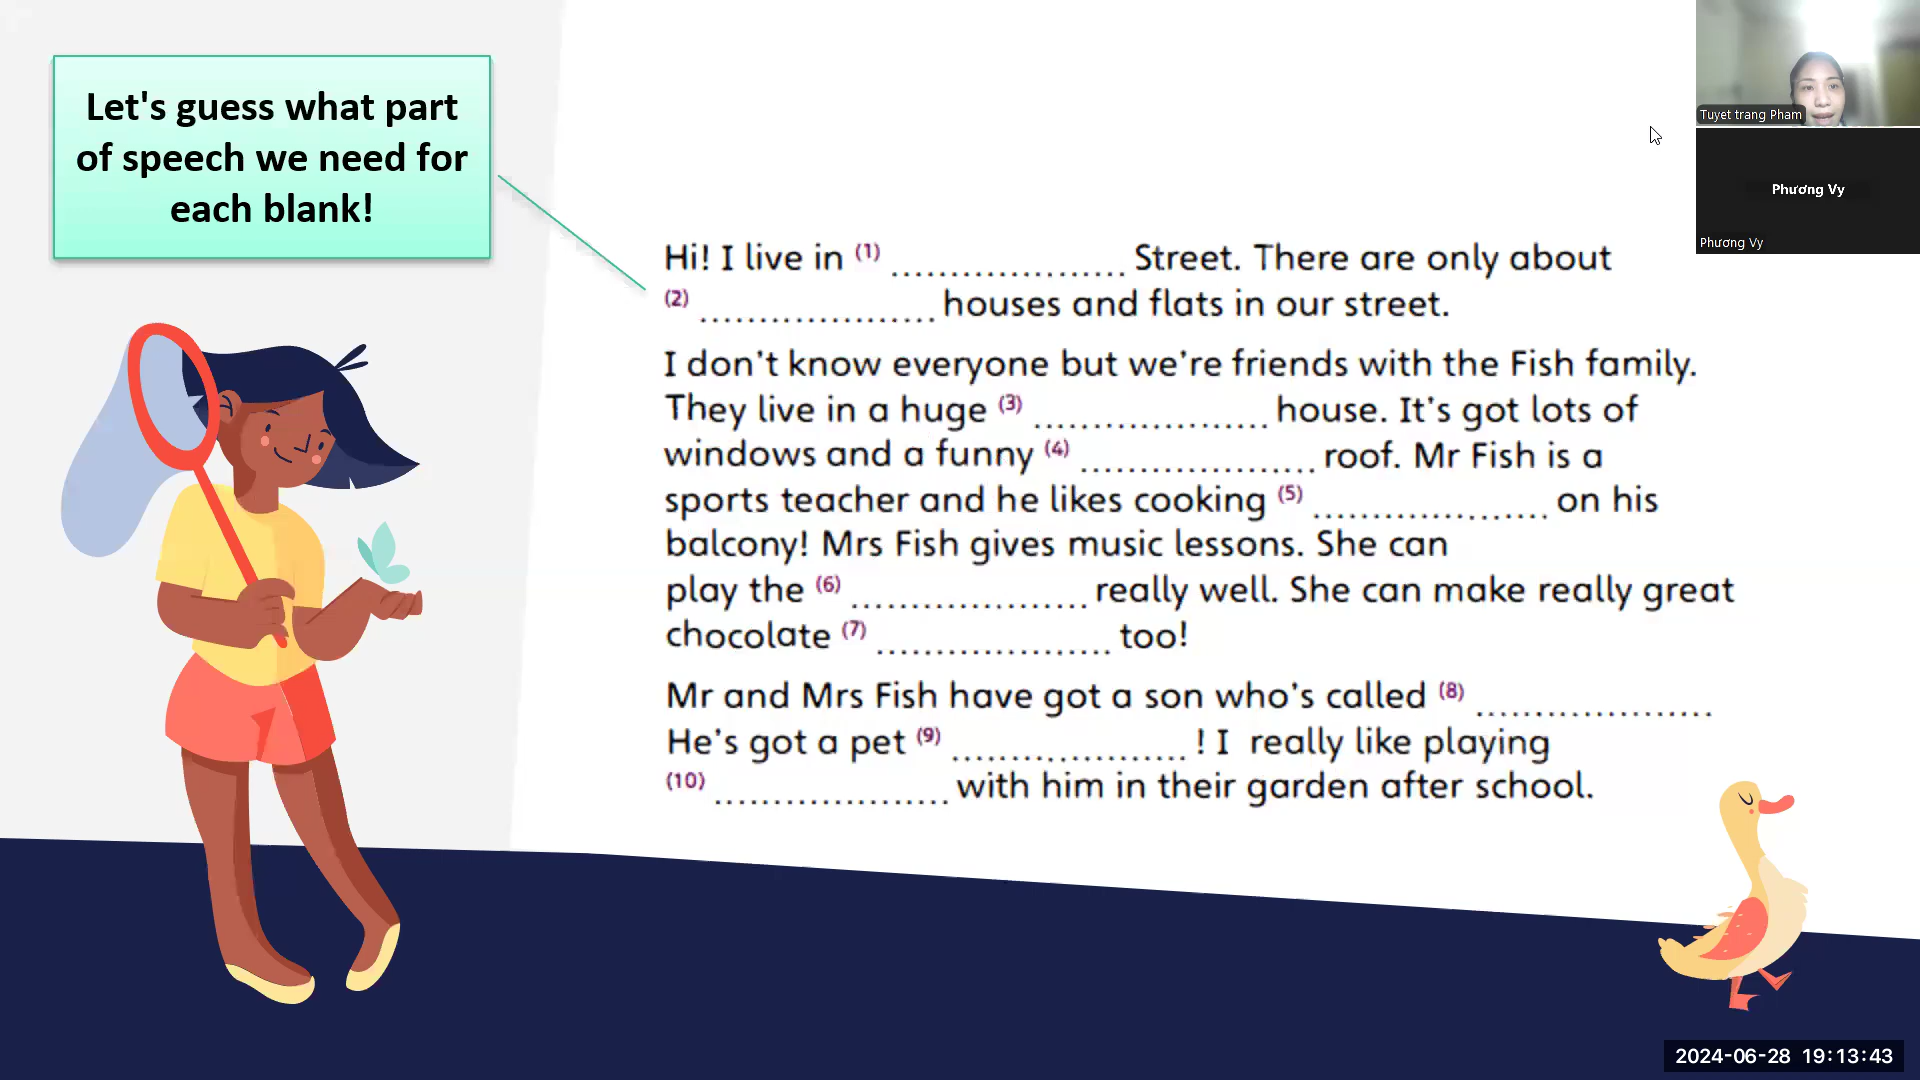 Let's guess what part
of speech we need for
each blank!
Hi! I live in (1) .................... Street. There are only about
(2) .................... houses and flats in our street.
I don't know everyone but we're friends with the Fish family.
They live in a huge (3) .................... house. It's got lots of
windows and a funny (4) .................... roof. Mr Fish is a
sports teacher and he likes cooking (5) .................... on his
balcony! Mrs Fish gives music lessons. She can
play the (6) .................... really well. She can make really great
chocolate (7) .................... too!
Mr and Mrs Fish have got a son who's called (8) ....................
He's got a pet (9) .................... ! I really like playing
(10) .................... with him in their garden after school.
Tuyet trang Pham
Phương Vy
Phương Vy
2024-06-28 19:13:43